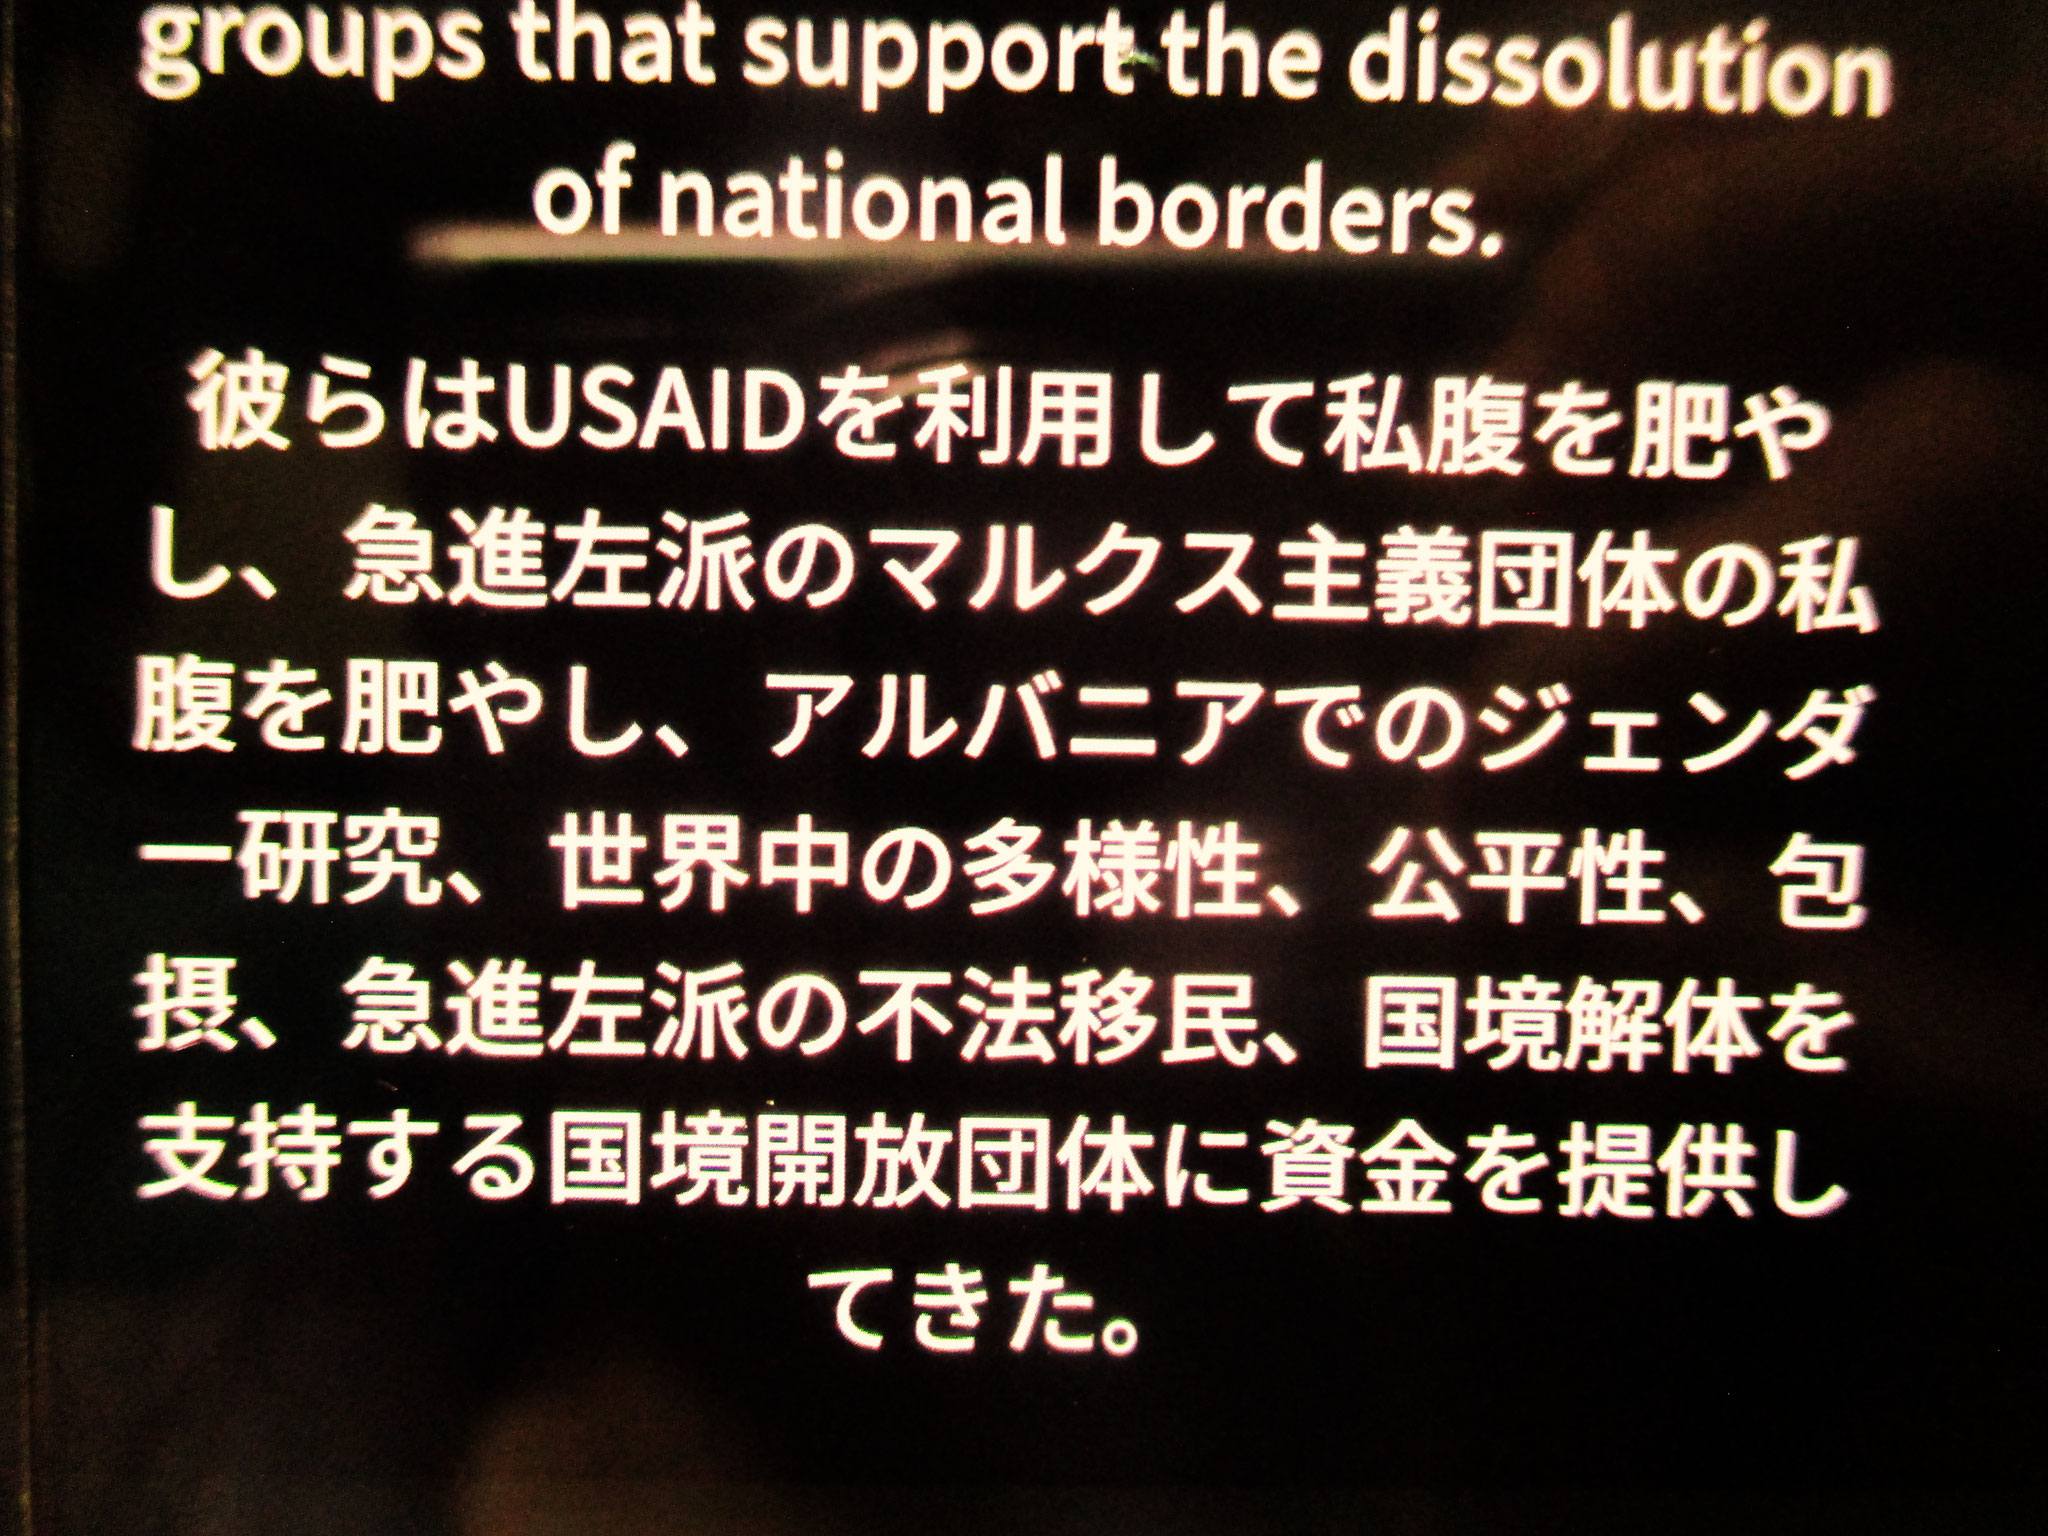 groups that support the dissolution
of national borders.
彼らはUSAIDを利用して私腹を肥や
し、急進左派のマルクス主義団体の私
腹を肥やし、アルバニアでのジェンダ
ー研究、世界中の多様性、公平性、包
摂、急進左派の不法移民、国境解体を
支持する国境開放団体に資金を提供し
てきた。